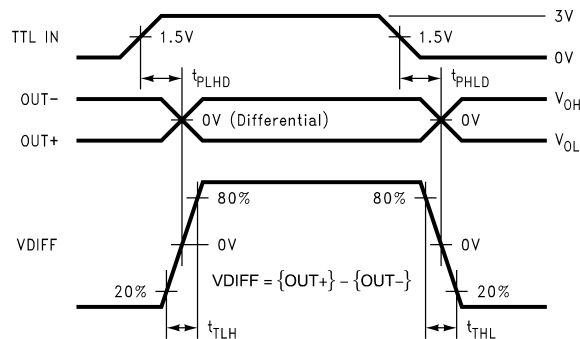 3V
TTL IN
1.5V
1.5V
0V
tPLHD
tPHLD
OUT-
VOH
0V (Differential)
0V
OUT+
VOL
80%
80%
VDIFF
0V
0V
VDIFF = {OUT+} - {OUT-}
20%
20%
tTLH
tTHL